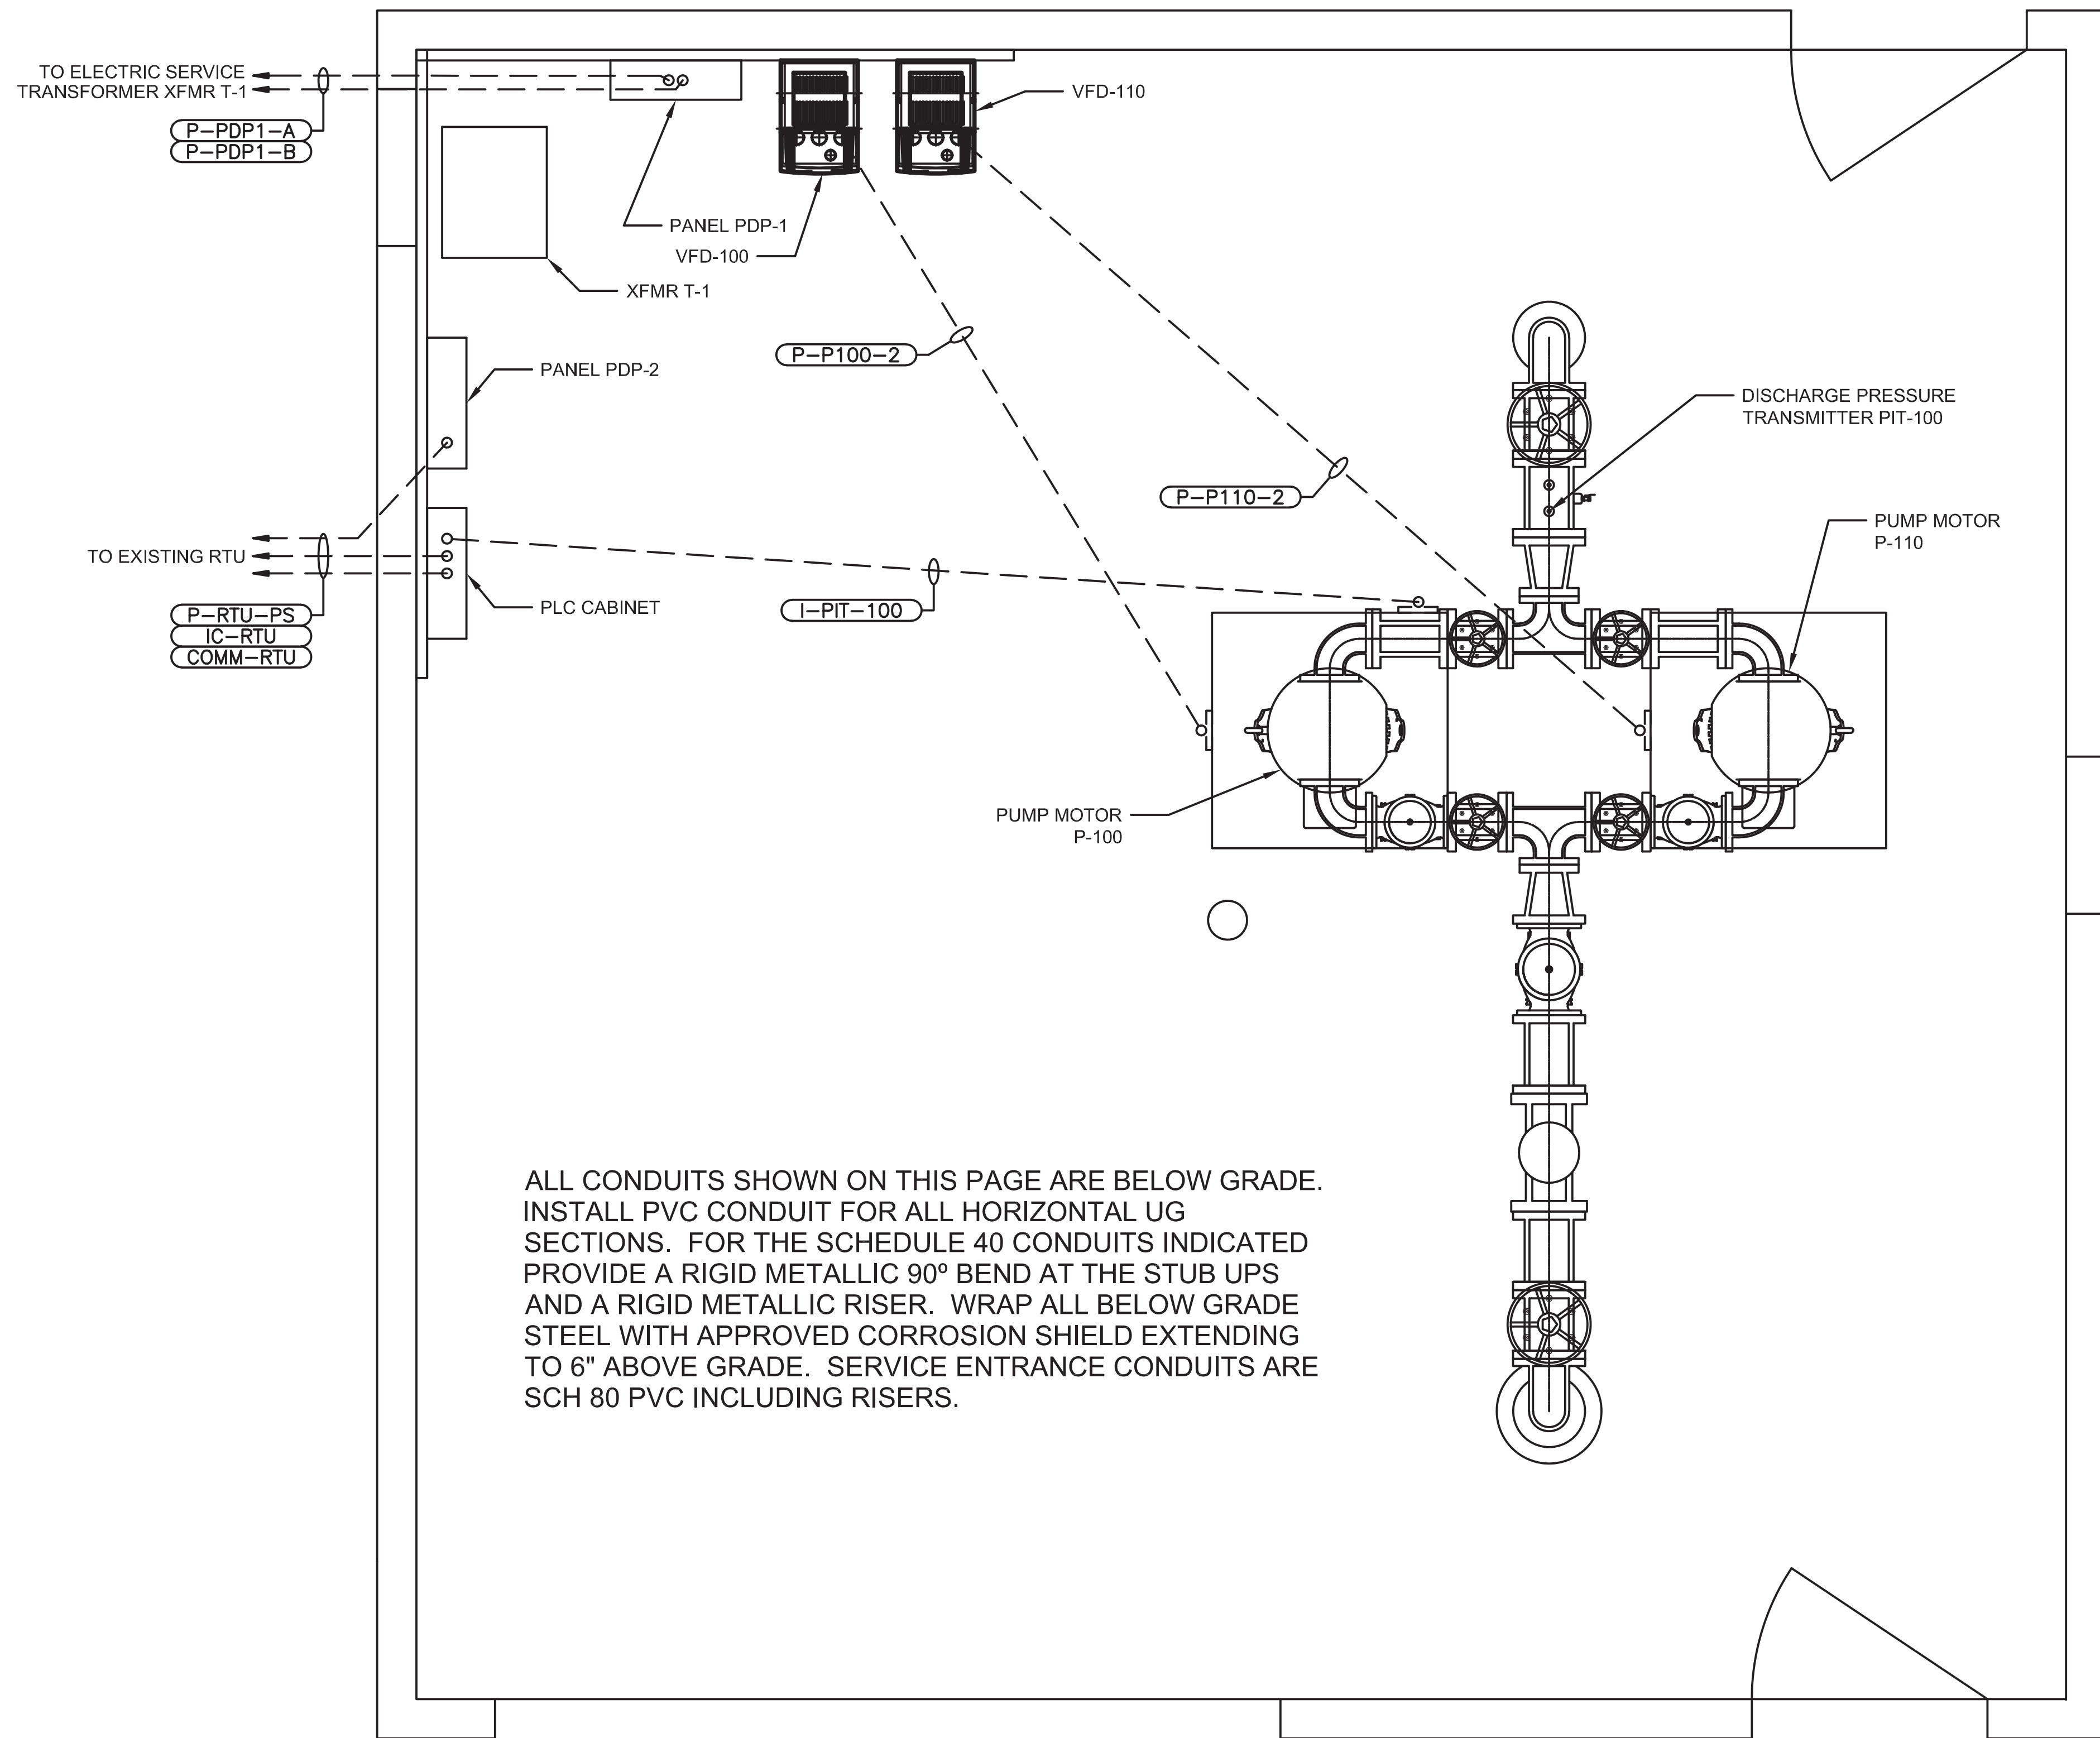 TO ELECTRIC SERVICE
TRANSFORMER XFMR T-1
P-PDP1-A
P-PDP1-B
VFD-110
PANEL PDP-1
VFD-100
XFMR T-1
P-P100-2
PANEL PDP-2
DISCHARGE PRESSURE
TRANSMITTER PIT-100
P-P110-2
PUMP MOTOR
P-110
TO EXISTING RTU
P-RTU-PS
IC-RTU
COMM-RTU
PLC CABINET
I-PIT-100
PUMP MOTOR
P-100
ALL CONDUITS SHOWN ON THIS PAGE ARE BELOW GRADE.
INSTALL PVC CONDUIT FOR ALL HORIZONTAL UG
SECTIONS.  FOR THE SCHEDULE 40 CONDUITS INDICATED
PROVIDE A RIGID METALLIC 90º BEND AT THE STUB UPS
AND A RIGID METALLIC RISER.  WRAP ALL BELOW GRADE
STEEL WITH APPROVED CORROSION SHIELD EXTENDING
TO 6" ABOVE GRADE.  SERVICE ENTRANCE CONDUITS ARE
SCH 80 PVC INCLUDING RISERS.